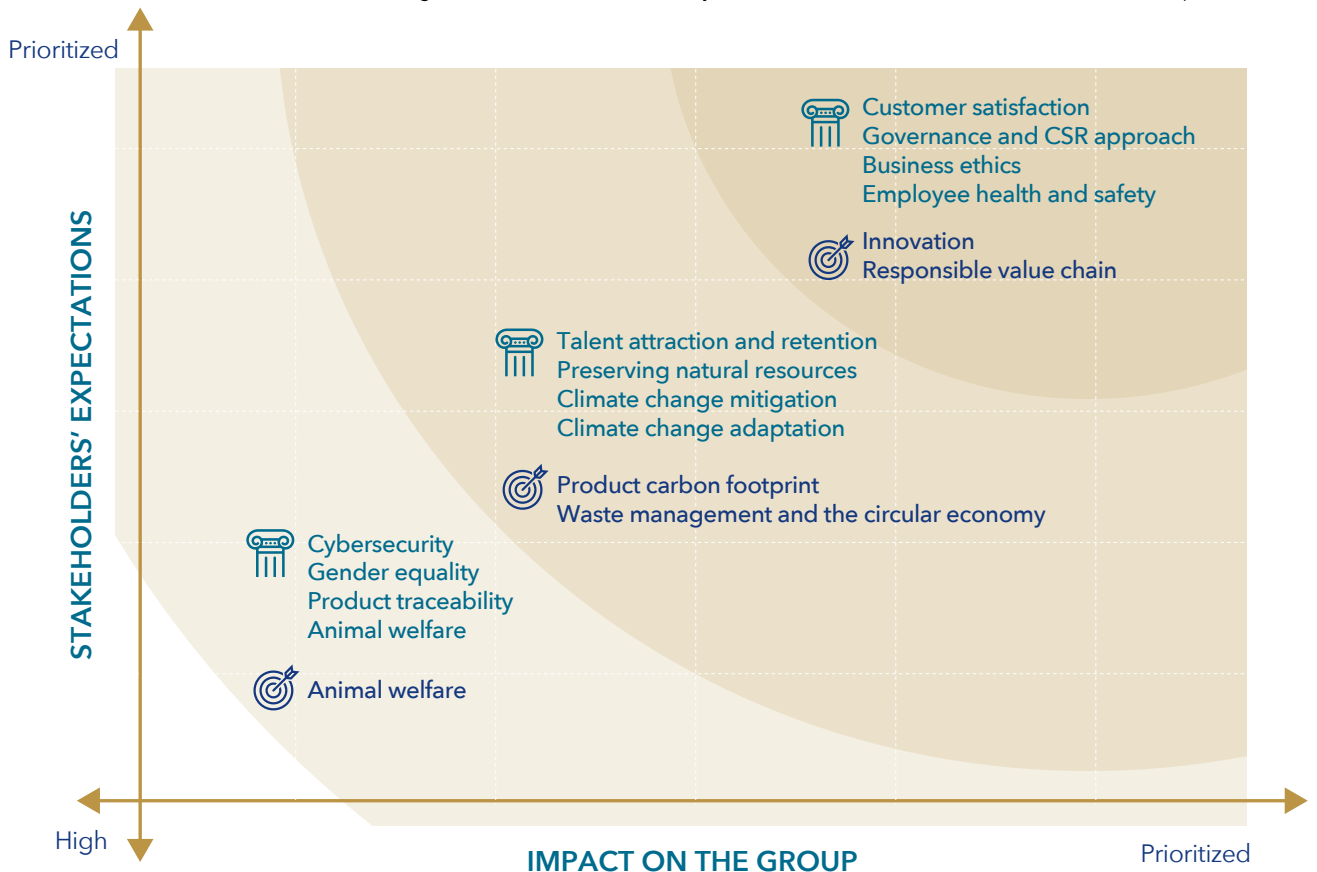 Prioritized
Customer satisfaction
Governance and CSR approach
Business ethics
Employee health and safety
Innovation
Responsible value chain
STAKEHOLDERS' EXPECTATIONS
Talent attraction and retention
Preserving natural resources
Climate change mitigation
Climate change adaptation
Product carbon footprint
Waste management and the circular economy
Cybersecurity
Gender equality
Product traceability
Animal welfare
Animal welfare
High
IMPACT ON THE GROUP
Prioritized